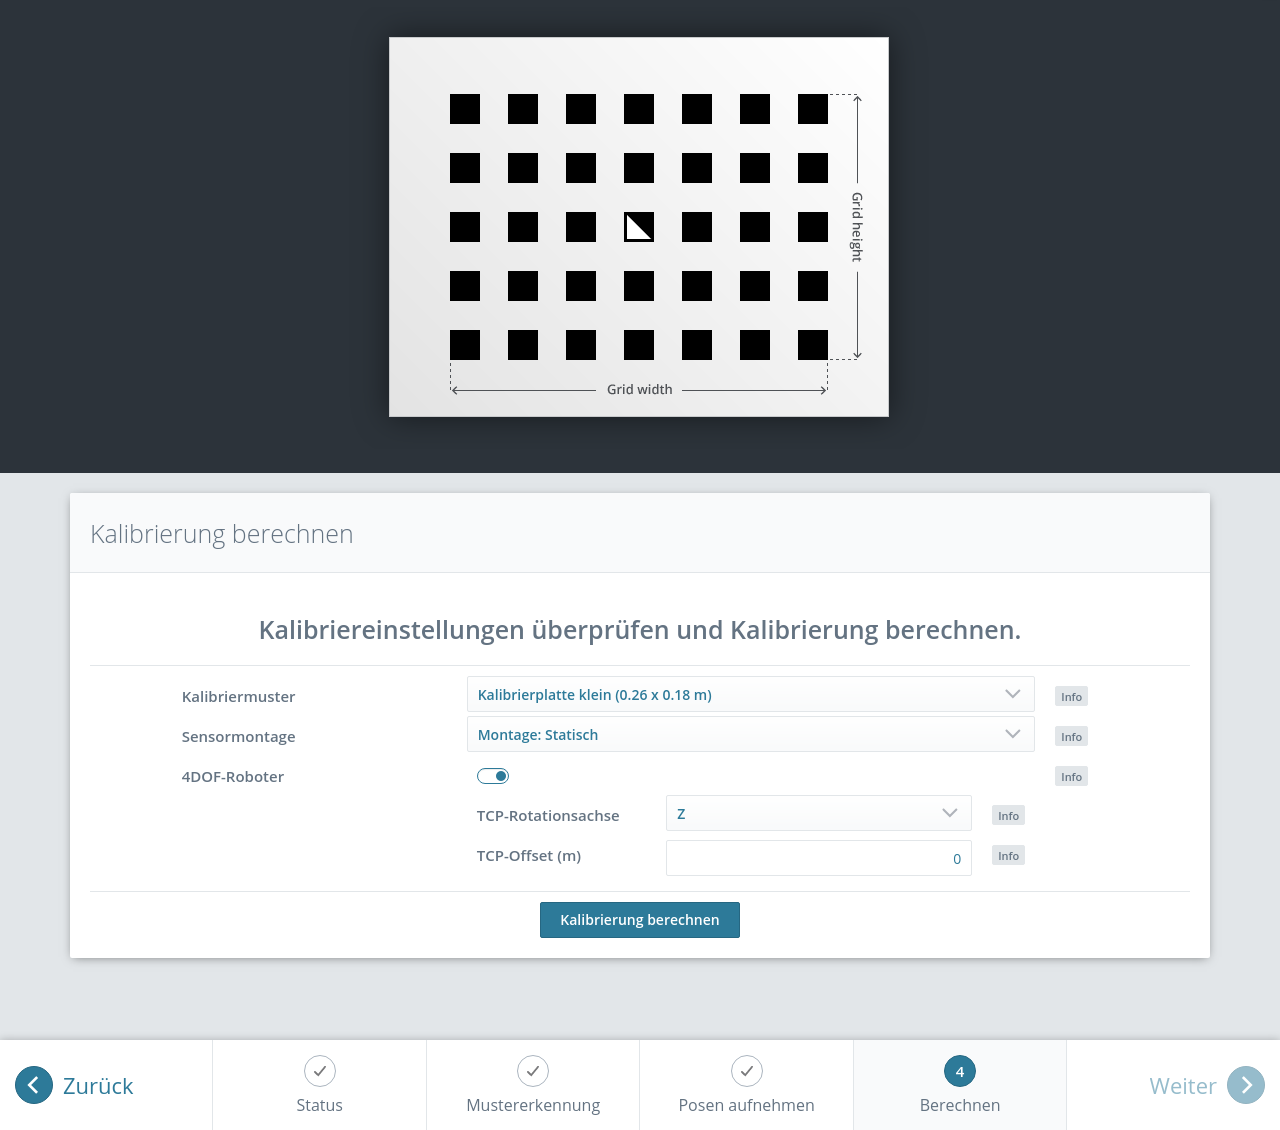 Grid height
Grid width
Kalibrierung berechnen
Kalibriereinstellungen überprüfen und Kalibrierung berechnen.
Kalibriermuster Kalibrierplatte klein (0.26 x 0.18 m) Info
Sensormontage Montage: Statisch Info
4DOF-Roboter Info
TCP-Rotationsachse Z Info
TCP-Offset (m) 0 Info
Kalibrierung berechnen
Zurück
Status
Mustererkennung
Posen aufnehmen
4
Berechnen
Weiter